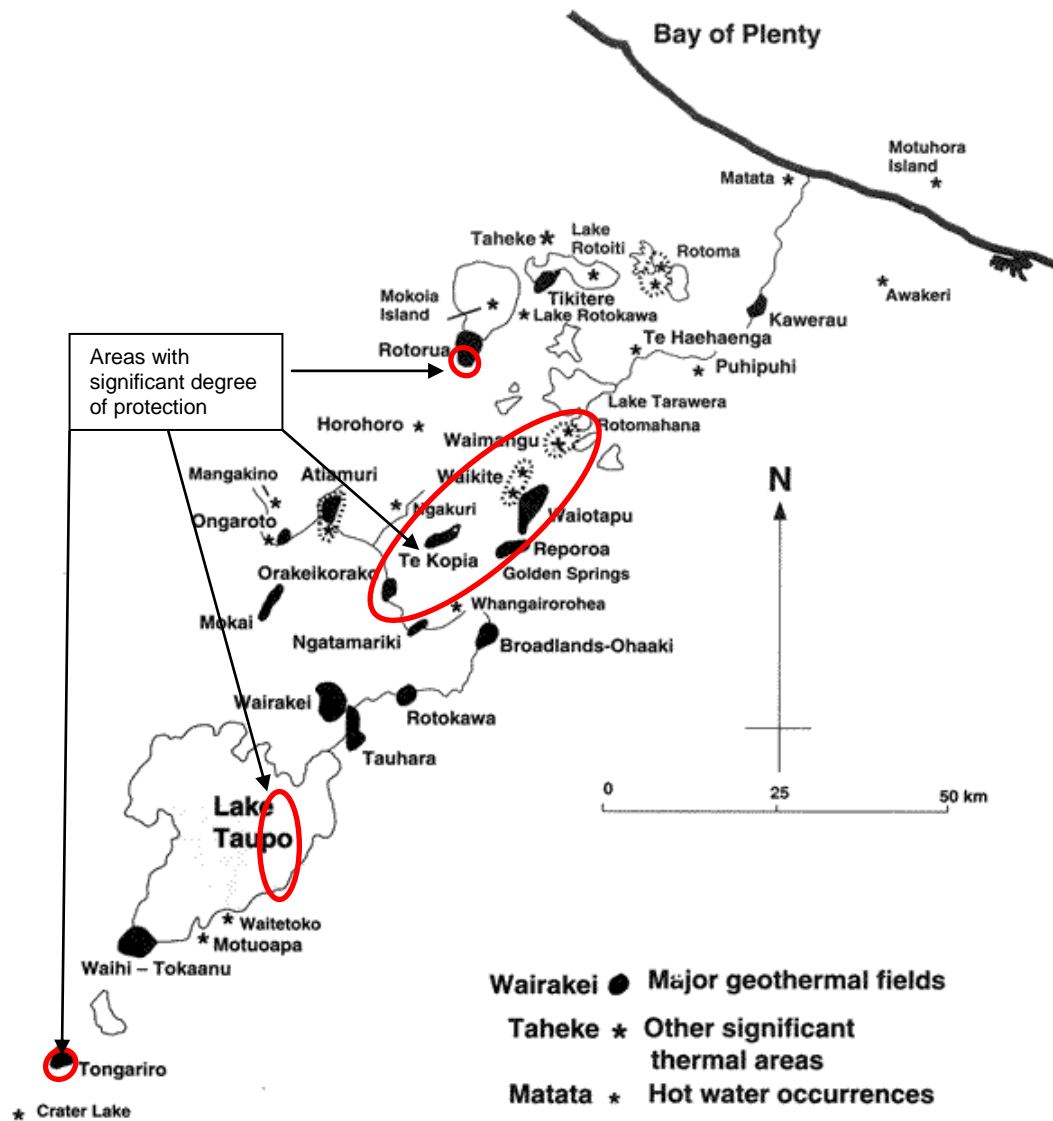 Bay of Plenty
Motuhora
Island
Matata
Taheke
Lake
Rotoiti
Rotoma
Mokoia
Island
Tikitere
Lake Rotokawa
Awakeri
Kawerau
Rotorua
Te Haehaenga
Puhipuhi
Areas with
significant degree
of protection
Lake Tarawera
Rotomahana
Horohoro
Waimangu
Mangakino
Atiamuri
Waikite
N
Ongaroto
Ngakuri
Waiotapu
Te Kopia
Reporoa
Orakeikorako
Golden Springs
Whangairorohea
Mokai
Ngatamariki
Broadlands-Ohaaki
Wairakei
Rotokawa
Tauhara
0
25
50 km
Lake
Taupo
Waitetoko
Motuoapa
Waihi – Tokaanu
Wairakei Major geothermal fields
Taheke * Other significant
thermal areas
Matata * Hot water occurrences
Tongariro
* Crater Lake